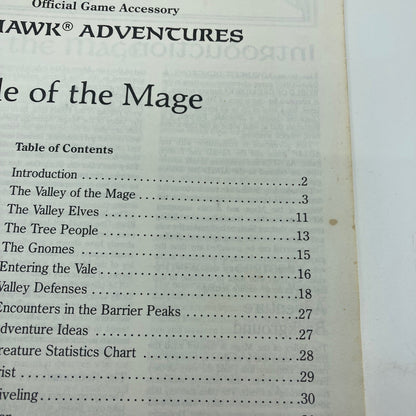 Official Game Accessory
HAWK® ADVENTURES
le of the Mage
Table of Contents
Introduction ..............................2
The Valley of the Mage ..........................3
The Valley Elves ..............................11
The Tree People ..............................13
The Gnomes ..............................15
Entering the Vale ..............................16
Valley Defenses ..............................18
Encounters in the Barrier Peaks ....................27
dventure Ideas ..............................27
reature Statistics Chart ..........................28
rist ..............................29
iveling ..............................30